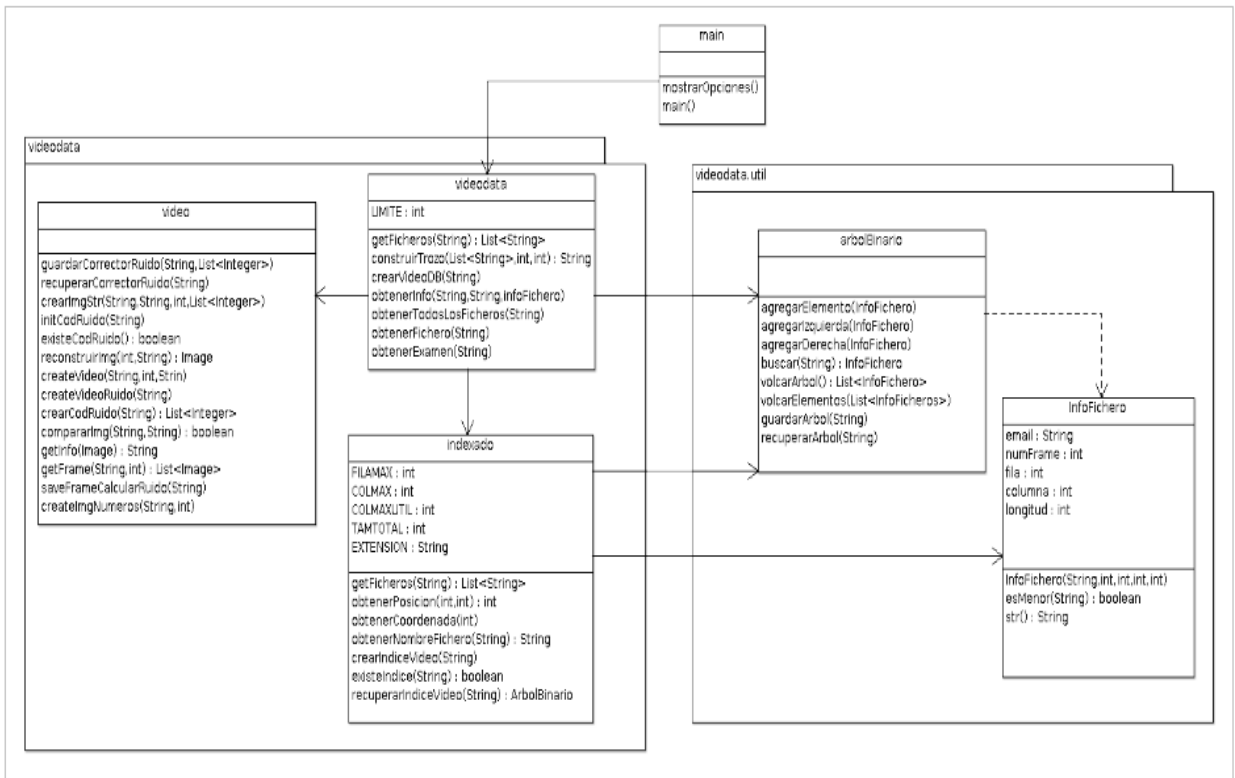 main
mostrarOpciones()
main()
videodata
videodata
LIMITE : int
getFicheros(String) : List<String>
construirTrozo(List<String>,int,int) : String
crearVideoDB(String)
obtenerInfo(String,String,InfoFichero)
obtenerTodosLosFicheros(String)
obtenerFichero(String)
obtenerExamen(String)
video
guardarCorrectorRuido(String,List<Integer>)
recuperarCorrectorRuido(String)
crearImgStr(String,String,int,List<Integer>)
initCodRuido(String)
existeCodRuido() : boolean
reconstruirImg(int,String) : Image
createVideo(String,int,Strin)
createVideoRuido(String)
crearCodRuido(String) : List<Integer>
compararImg(String,String) : boolean
getInfo(Image) : String
getFrame(String,int) : List<Image>
saveFrameCalcularRuido(String)
createImgNumeros(String,int)
indexado
FILAMAX : int
COLMAX : int
COLMAXUTIL : int
TAMTOTAL : int
EXTENSION : String
getFicheros(String) : List<String>
obtenerPosicion(int,int) : int
obtenerCoordenada(int)
obtenerNombreFichero(String) : String
crearIndiceVideo(String)
existeIndice(String) : boolean
recuperarIndiceVideo(String) : ArbolBinario
videodata.util
arbolBinario
agregarElemento(InfoFichero)
agregarIzquierda(InfoFichero)
agregarDerecha(InfoFichero)
buscar(String) : InfoFichero
volcarArbol() : List<InfoFichero>
volcarElementos(List<InfoFicheros>)
guardarArbol(String)
recuperarArbol(String)
InfoFichero
email : String
numFrame : int
fila : int
columna : int
longitud : int
InfoFichero(String,int,int,int,int)
esMenor(String) : boolean
str() : String